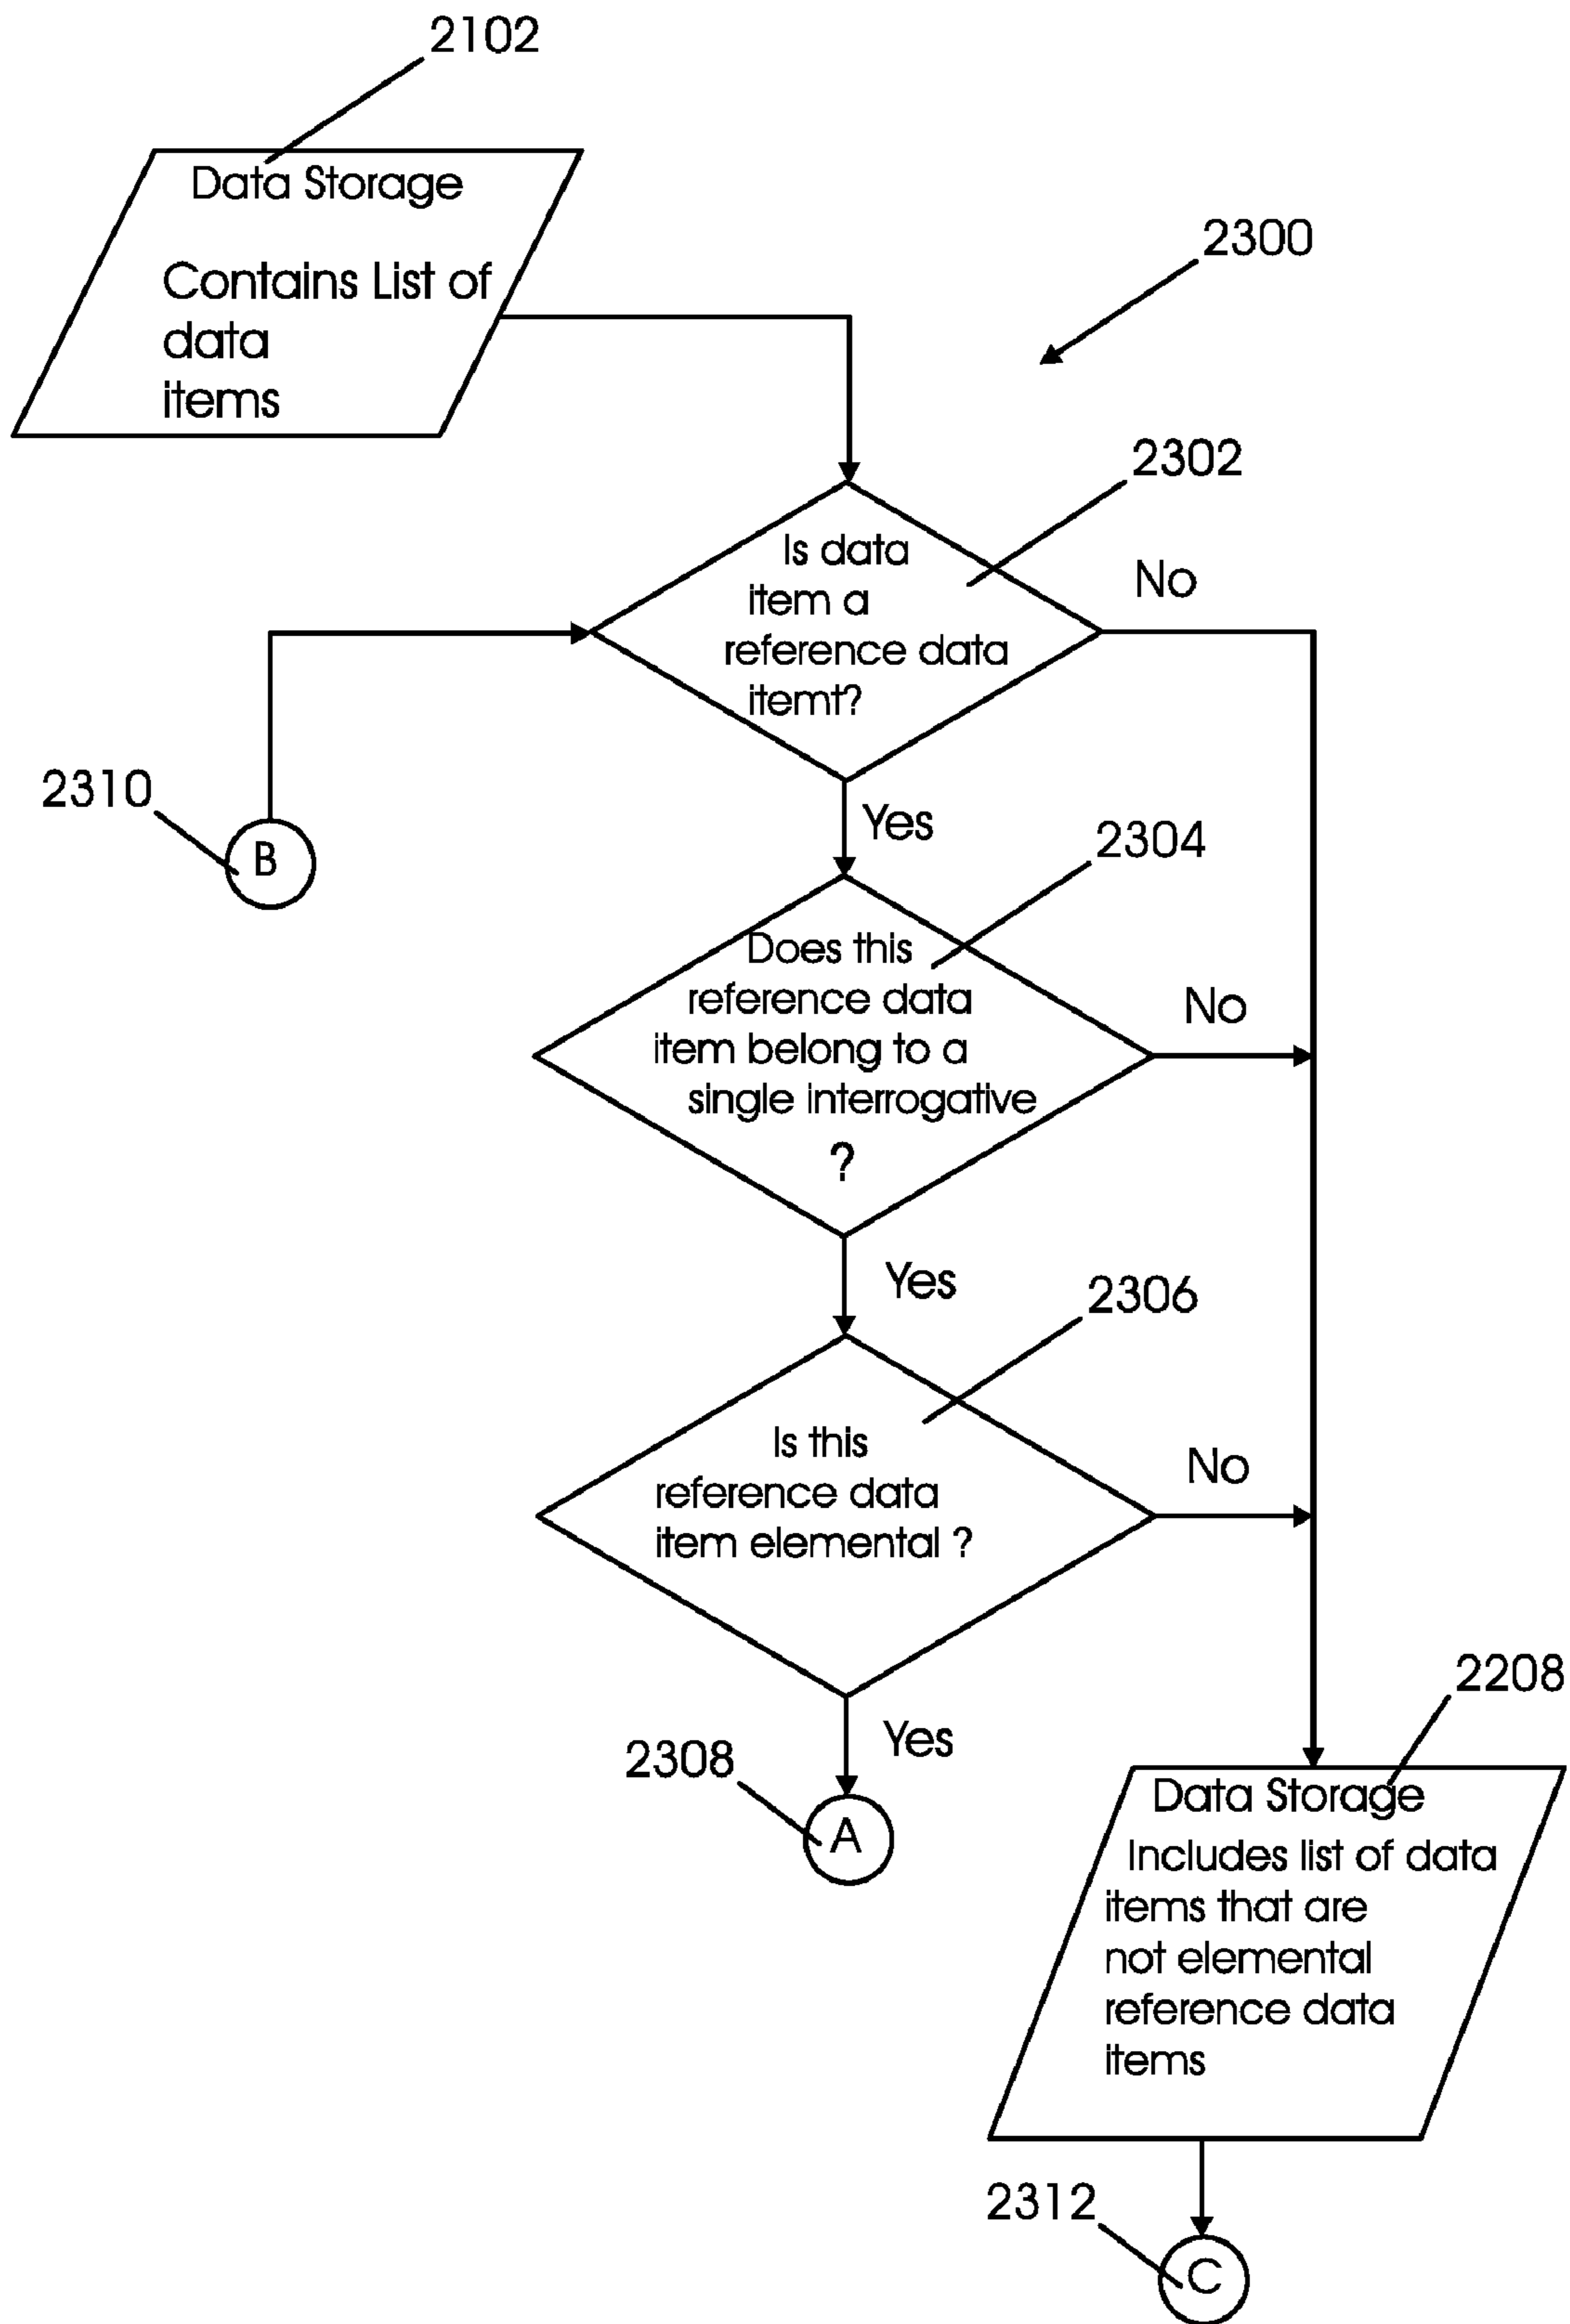 2102
Data Storage
Contains List of
data
items
2300
2302
Is data
item a
reference data
itemt?
No
2310
B
Yes
2304
Does this
reference data
item belong to a
single interrogative
?
No
Yes
2306
Is this
reference data
item elemental ?
No
2308
Yes
A
2208
Data Storage
Includes list of data
items that are
not elemental
reference data
items
2312
C